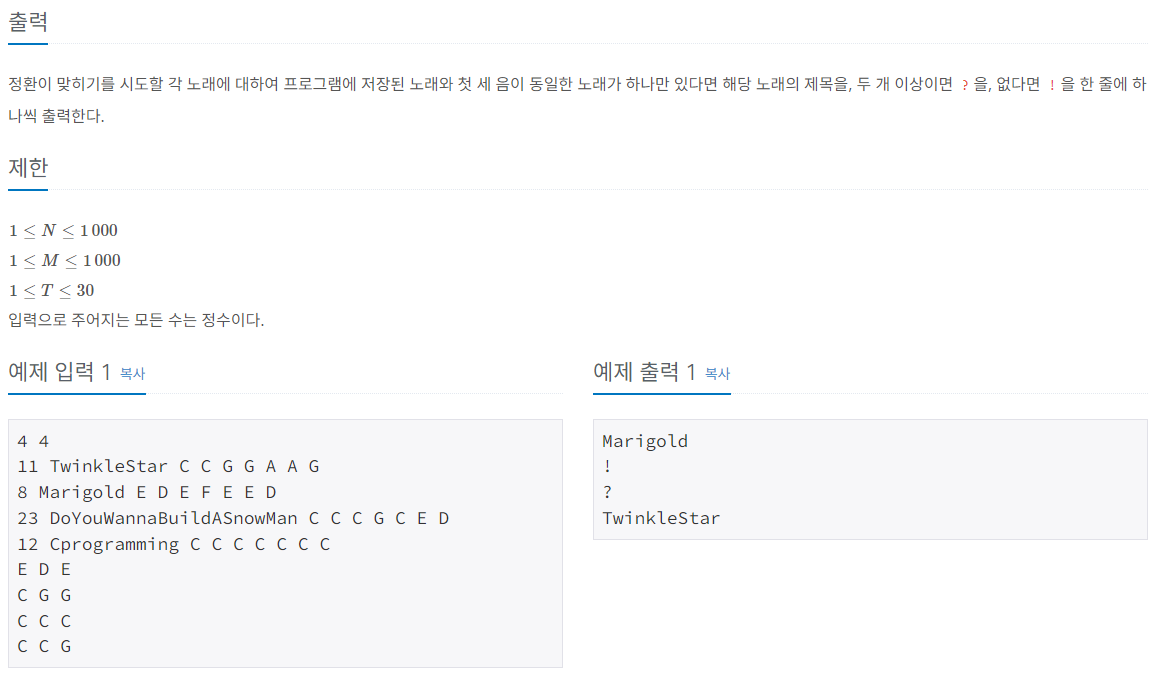 출력
정환이 맞히기를 시도할 각 노래에 대하여 프로그램에 저장된 노래와 첫 세 음이 동일한 노래가 하나만 있다면 해당 노래의 제목을, 두 개 이상이면 ? 을, 없다면 ! 을 한 줄에 하
나씩 출력한다.
제한
1 ≤ N ≤ 1 000
1 ≤ M ≤ 1 000
1 ≤ T ≤ 30
입력으로 주어지는 모든 수는 정수이다.
예제 입력 1 복사
4 4
11 TwinkleStar C C G G A A G
8 Marigold E D E F E E D
23 DoYouWannaBuildASnowMan C C C G C E D
12 Cprogramming C C C C C C C
E D E
C G G
C C C
C C G
예제 출력 1 복사
Marigold
!
?
TwinkleStar